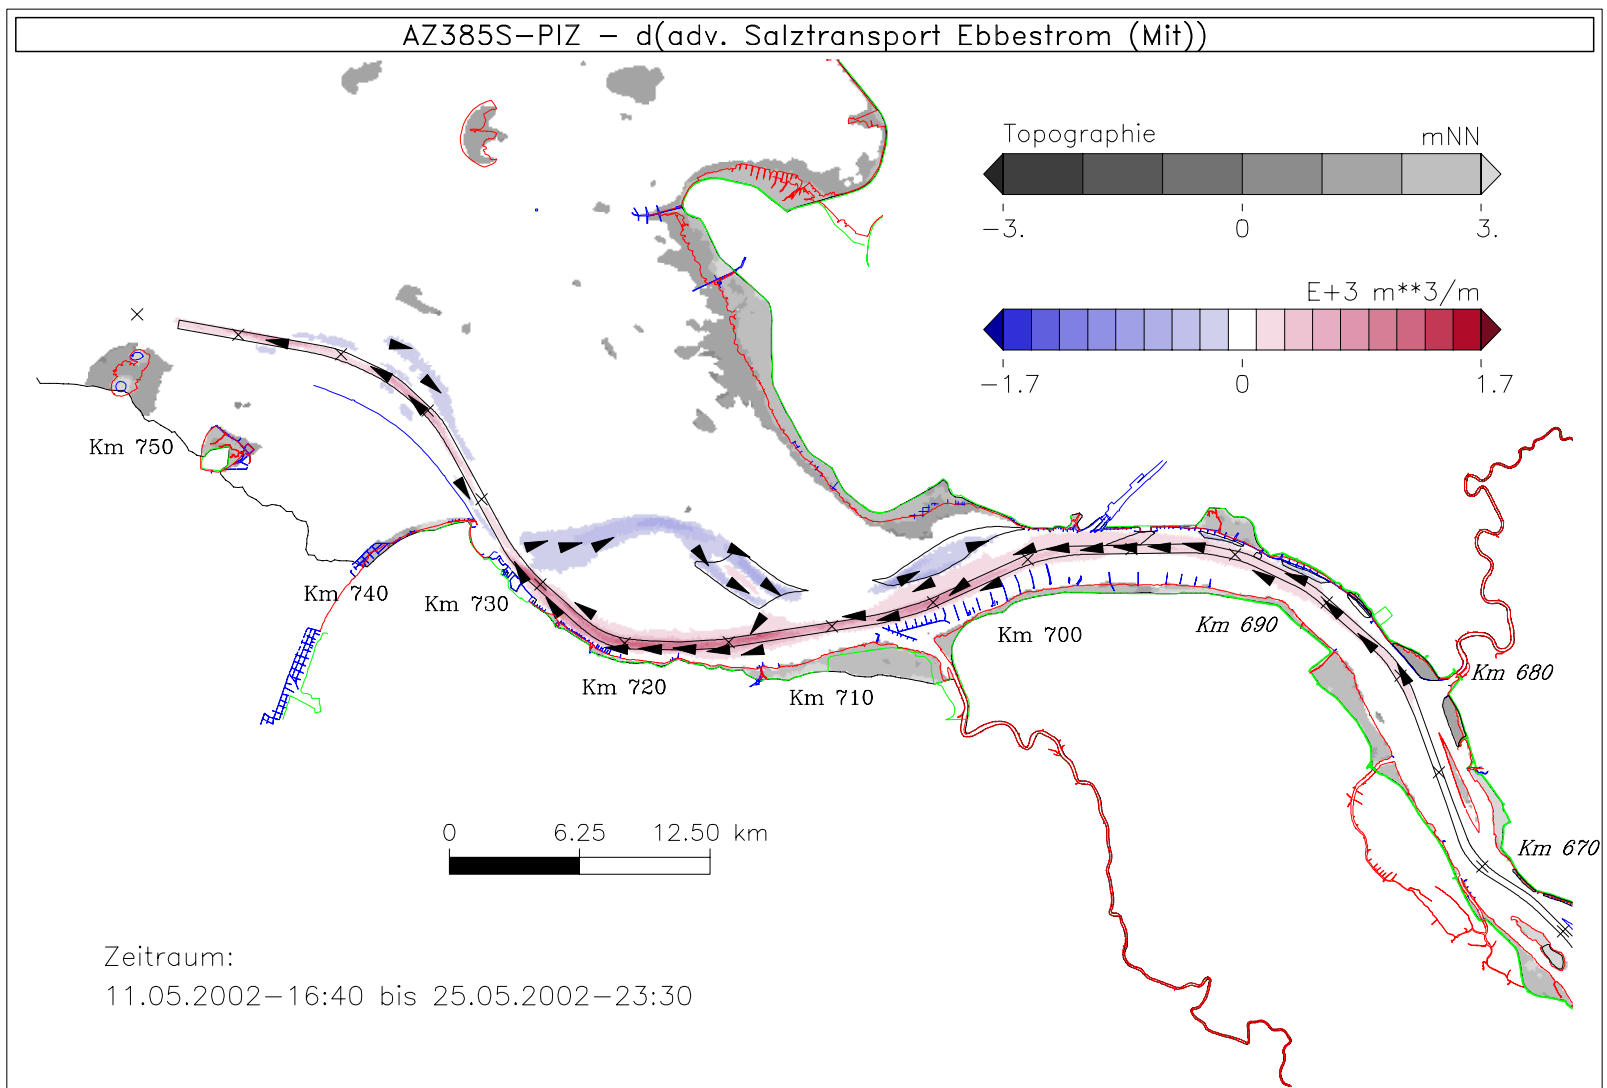 AZ385S-PIZ - d(adv. Salztransport Ebbestrom (Mit))
Topographie mNN
-3. 0 3.
E+3 m**3/m
-1.7 0 1.7
Km 750
Km 740
Km 730
Km 720
Km 710
Km 700
Km 690
Km 680
Km 670
0 6.25 12.50 km
Zeitraum:
11.05.2002-16:40 bis 25.05.2002-23:30